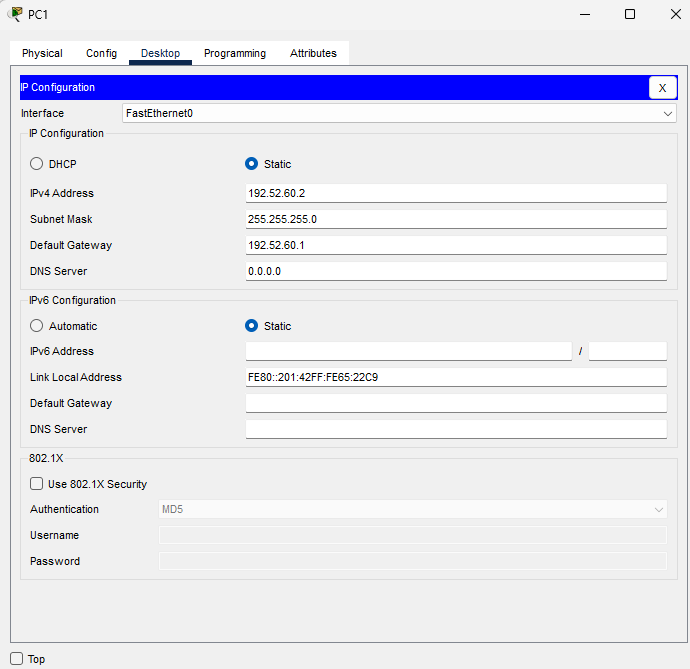 PC1
Physical Config Desktop Programming Attributes
IP Configuration X
Interface FastEthernet0
IP Configuration
DHCP Static
IPv4 Address 192.52.60.2
Subnet Mask 255.255.255.0
Default Gateway 192.52.60.1
DNS Server 0.0.0.0
IPv6 Configuration
Automatic Static
IPv6 Address /
Link Local Address FE80::201:42FF:FE65:22C9
Default Gateway
DNS Server
802.1X
Use 802.1X Security
Authentication MD5
Username
Password
Top